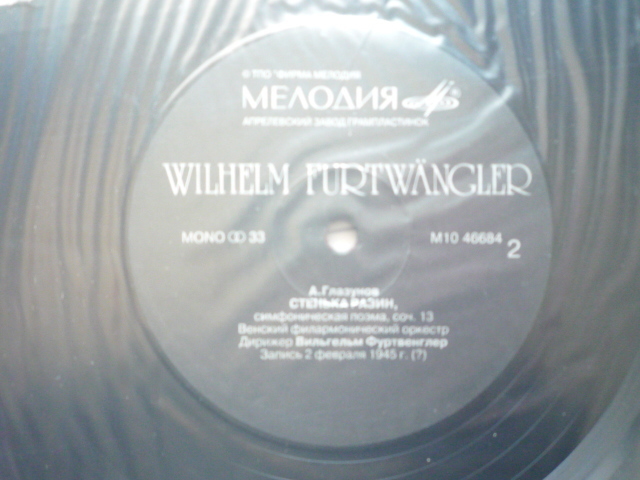 © ТПО "ФИРМА МЕЛОДИЯ
МЕЛОДИЯ
АПРЕЛЕВСКИЙ ЗАВОД ГРАМПЛАСТИНОК
WILHELM FURTWÄNGLER
MONO 33 M10 46684 2
А.Глазунов
СТЕНЬКА РАЗИН,
симфоническая поэма, соч. 13
Венский филармонический оркестр
Дирижер Вильгельм Фуртвенглер
Запись 2 февраля 1945 г. (?)